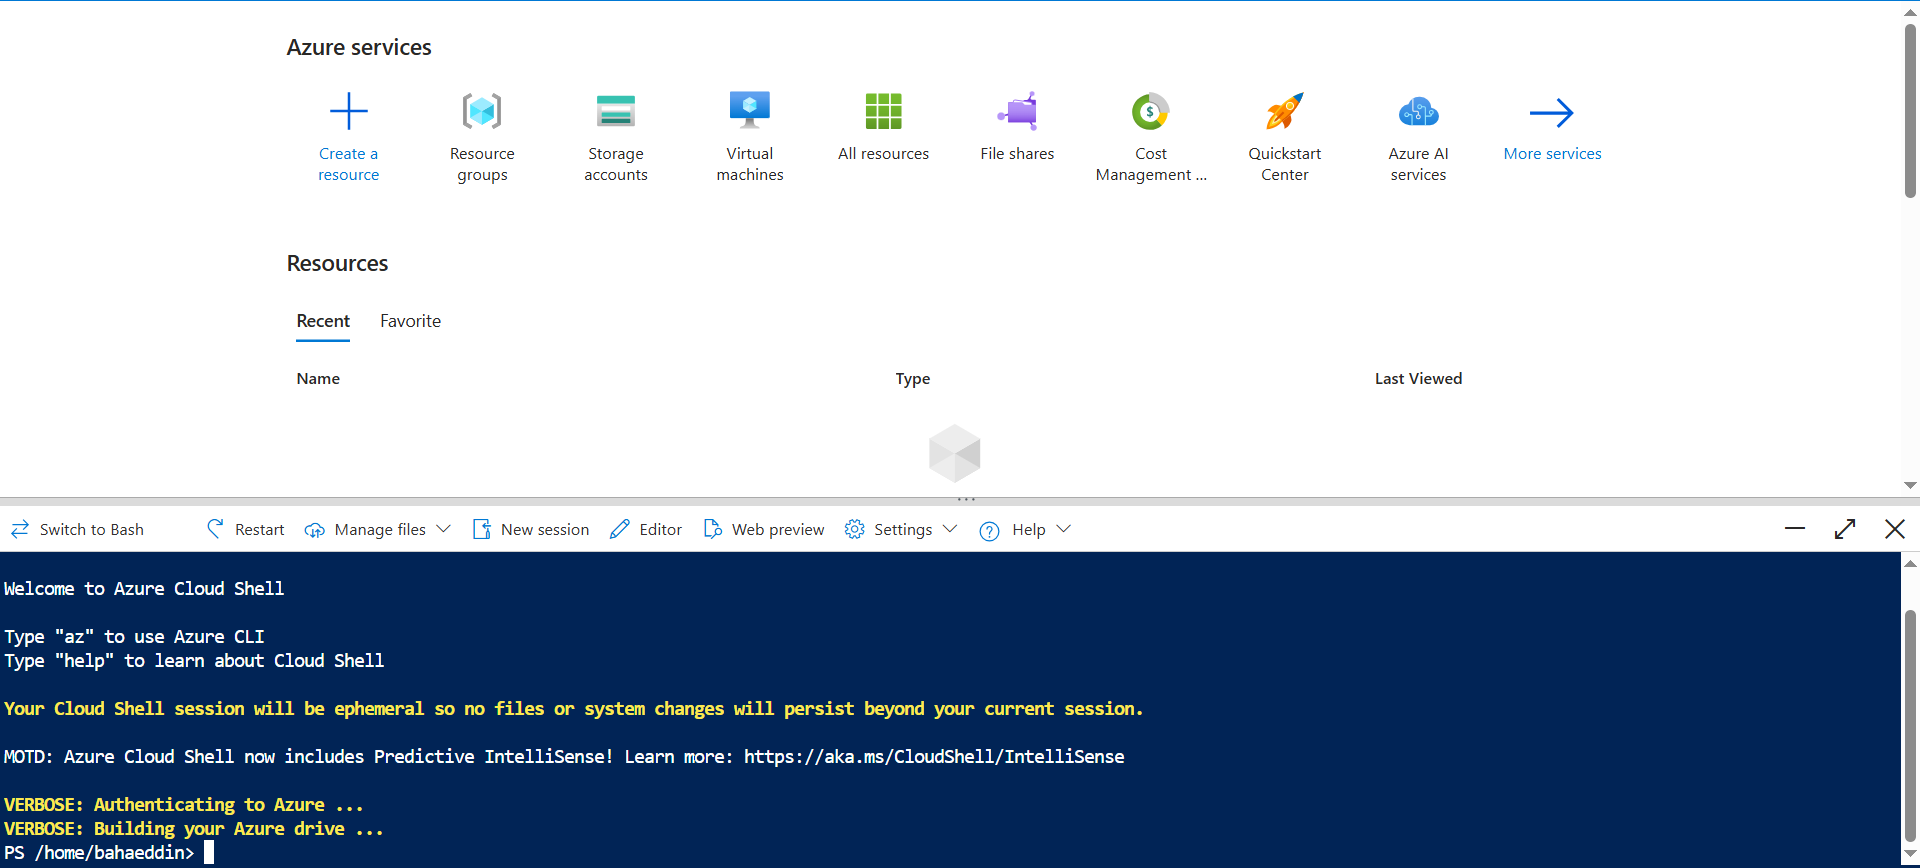 Azure services
Create a resource
Resource groups
Storage accounts
Virtual machines
All resources
File shares
Cost Management ...
Quickstart Center
Azure AI services
More services
Resources
Recent Favorite
Name Type Last Viewed
Switch to Bash Restart Manage files New session Editor Web preview Settings Help
Welcome to Azure Cloud Shell
Type "az" to use Azure CLI
Type "help" to learn about Cloud Shell
Your Cloud Shell session will be ephemeral so no files or system changes will persist beyond your current session.
MOTD: Azure Cloud Shell now includes Predictive IntelliSense! Learn more: https://aka.ms/CloudShell/IntelliSense
VERBOSE: Authenticating to Azure ...
VERBOSE: Building your Azure drive ...
PS /home/bahaeddin>